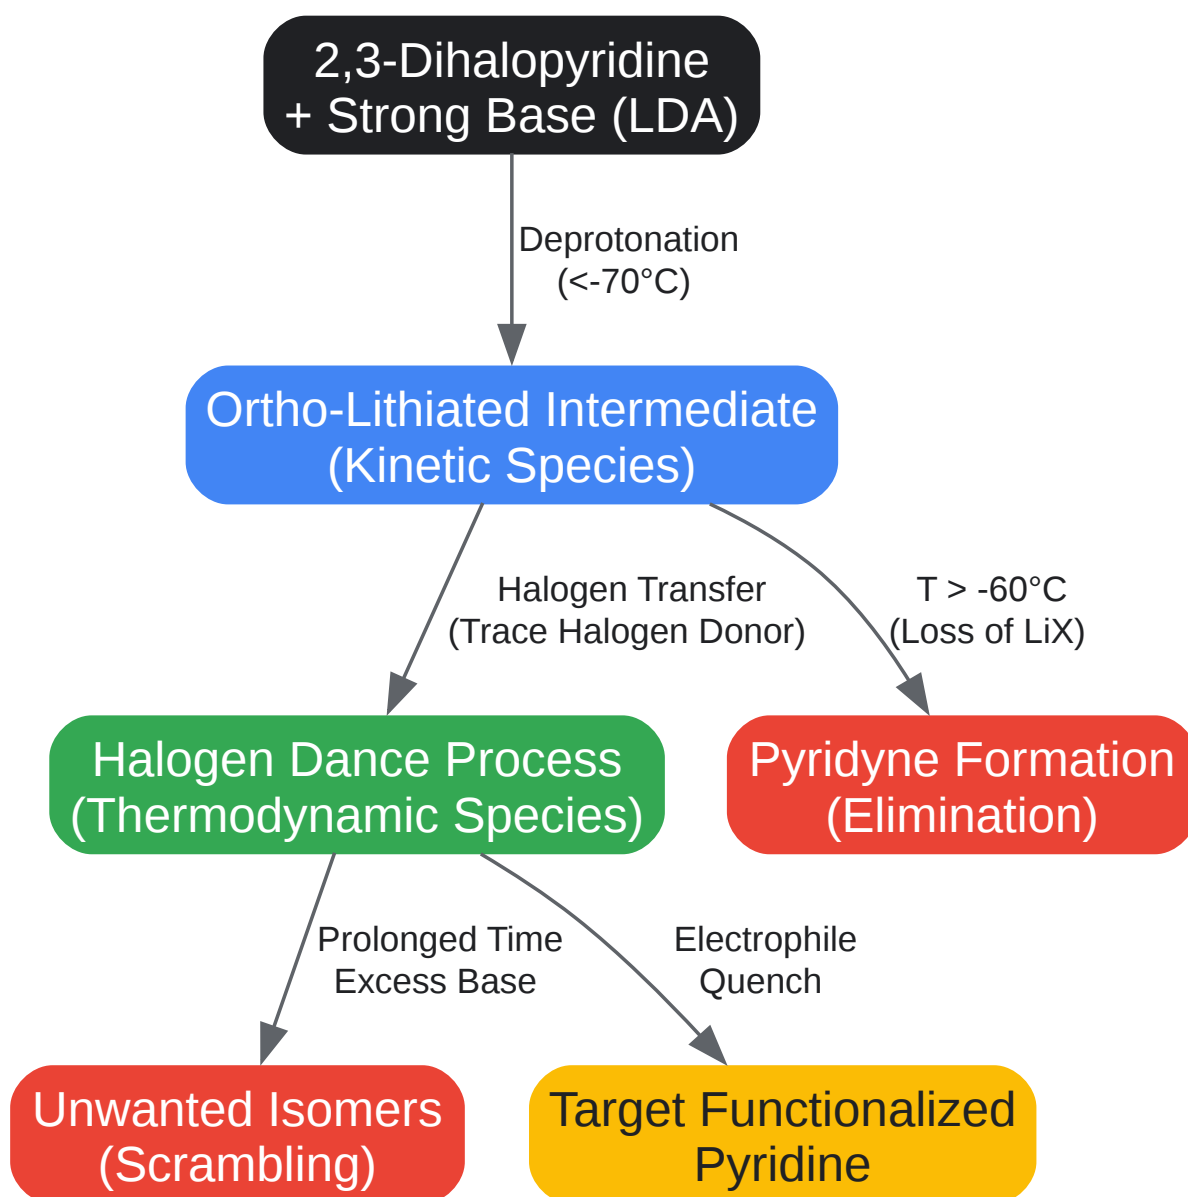 2,3-Dihalopyridine
+ Strong Base (LDA)
Deprotonation
(<-70°C)
Ortho-Lithiated Intermediate
(Kinetic Species)
Halogen Transfer
(Trace Halogen Donor)
T > -60°C
(Loss of LiX)
Halogen Dance Process
(Thermodynamic Species)
Pyridyne Formation
(Elimination)
Prolonged Time
Excess Base
Electrophile
Quench
Unwanted Isomers
(Scrambling)
Target Functionalized
Pyridine